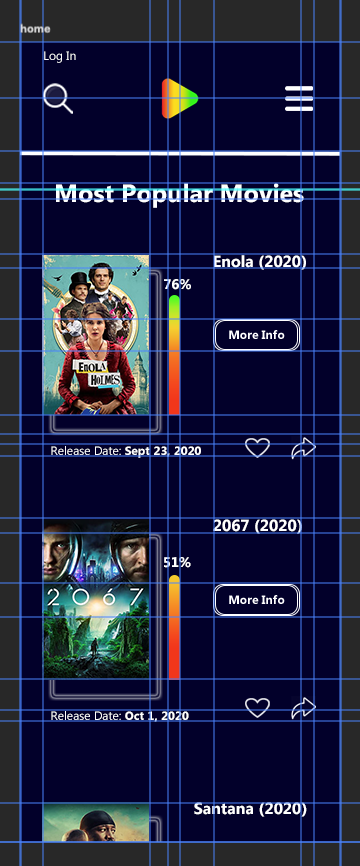 home
Log In
Most Popular Movies
Enola (2020)
76%
More Info
ENOLA
HOLMES
Release Date: Sept 23, 2020
2067 (2020)
51%
2067
More Info
Release Date: Oct 1, 2020
Santana (2020)